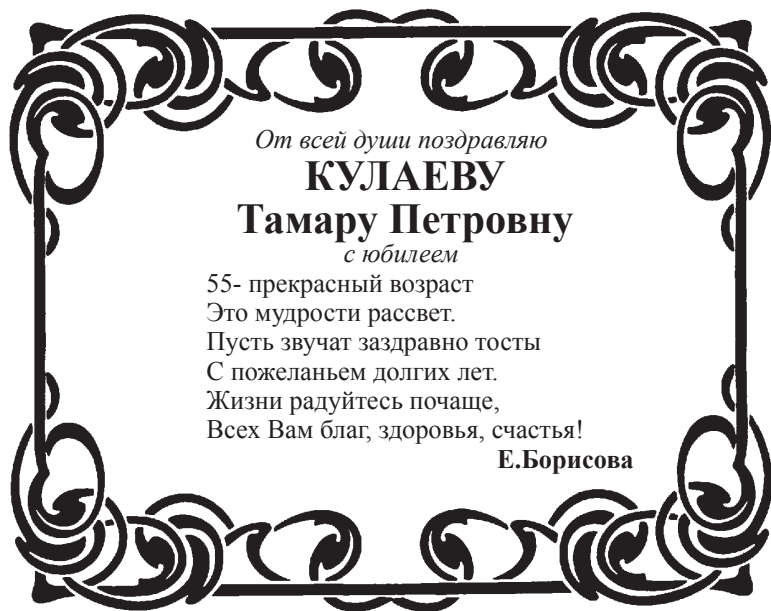 От всей души поздравляю
КУЛАЕВУ
Тамару Петровну
с юбилеем
55- прекрасный возраст
Это мудрости рассвет.
Пусть звучат заздравно тосты
С пожеланьем долгих лет.
Жизни радуйтесь почаще,
Всех Вам благ, здоровья, счастья!
Е.Борисова